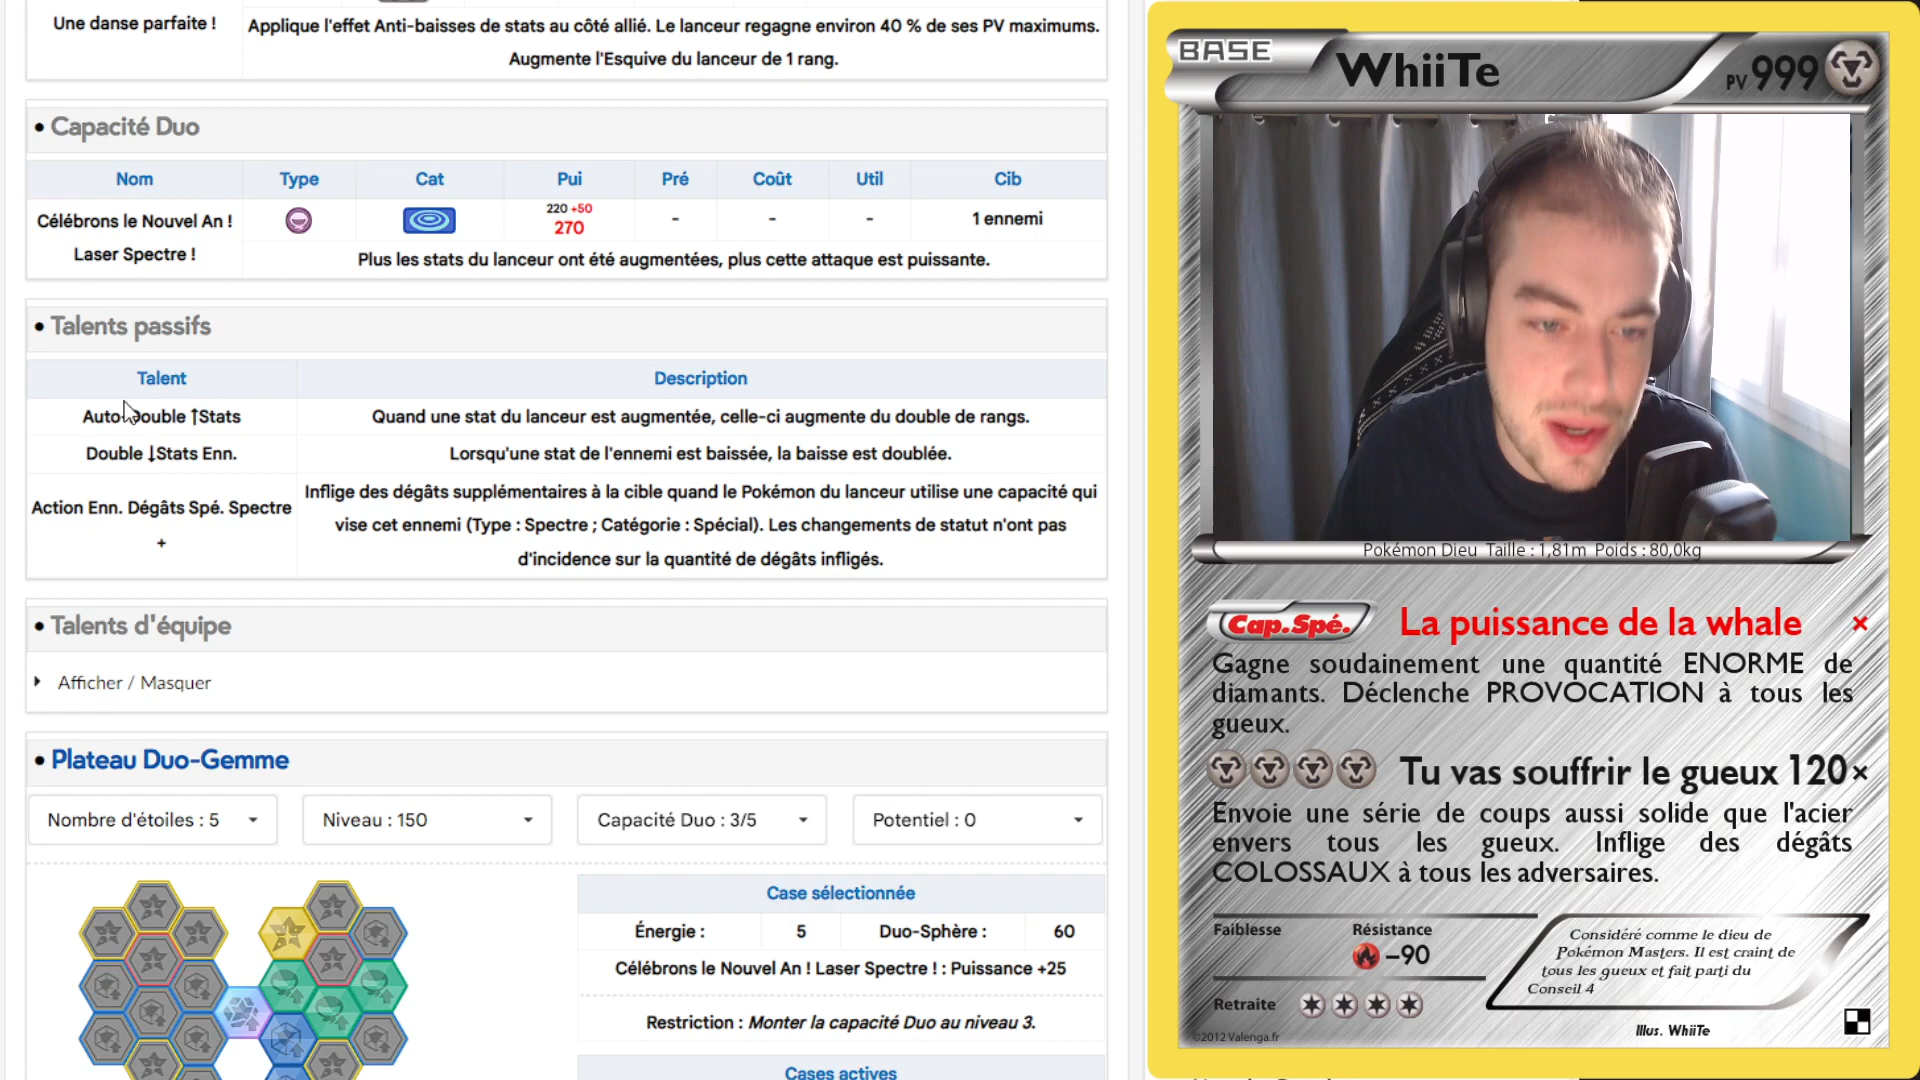 Une danse parfaite !
Applique l'effet Anti-baisses de stats au côté allié. Le lanceur regagne environ 40 % de ses PV maximums.
Augmente l'Esquive du lanceur de 1 rang.
• Capacité Duo
Nom Type Cat Pui Pré Coût Util Cib
Célébrons le Nouvel An !
Laser Spectre !
220 +50
270
- - - 1 ennemi
Plus les stats du lanceur ont été augmentées, plus cette attaque est puissante.
• Talents passifs
Talent Description
Auto-Double ↑Stats Quand une stat du lanceur est augmentée, celle-ci augmente du double de rangs.
Double ↓Stats Enn. Lorsqu'une stat de l'ennemi est baissée, la baisse est doublée.
Action Enn. Dégâts Spé. Spectre
+
Inflige des dégâts supplémentaires à la cible quand le Pokémon du lanceur utilise une capacité qui
vise cet ennemi (Type : Spectre ; Catégorie : Spécial). Les changements de statut n'ont pas
d'incidence sur la quantité de dégâts infligés.
• Talents d'équipe
Afficher / Masquer
• Plateau Duo-Gemme
Nombre d'étoiles : 5 Niveau : 150 Capacité Duo : 3/5 Potentiel : 0
Case sélectionnée
Énergie : 5 Duo-Sphère : 60
Célébrons le Nouvel An ! Laser Spectre ! : Puissance +25
Restriction : Monter la capacité Duo au niveau 3.
Cases actives
BASE WhiiTe PV 999
Pokémon Dieu Taille : 1,81m Poids : 80,0kg
Cap.Spé. La puissance de la whale ×
Gagne soudainement une quantité ENORME de
diamants. Déclenche PROVOCATION à tous les
gueux.
Tu vas souffrir le gueux 120×
Envoie une série de coups aussi solide que l'acier
envers tous les gueux. Inflige des dégâts
COLOSSAUX à tous les adversaires.
Faiblesse Résistance
-90
Retraite
Considéré comme le dieu de
Pokémon Masters. Il est craint de
tous les gueux et fait parti du
Conseil 4
©2012 Valenga.fr
Illus. WhiiTe